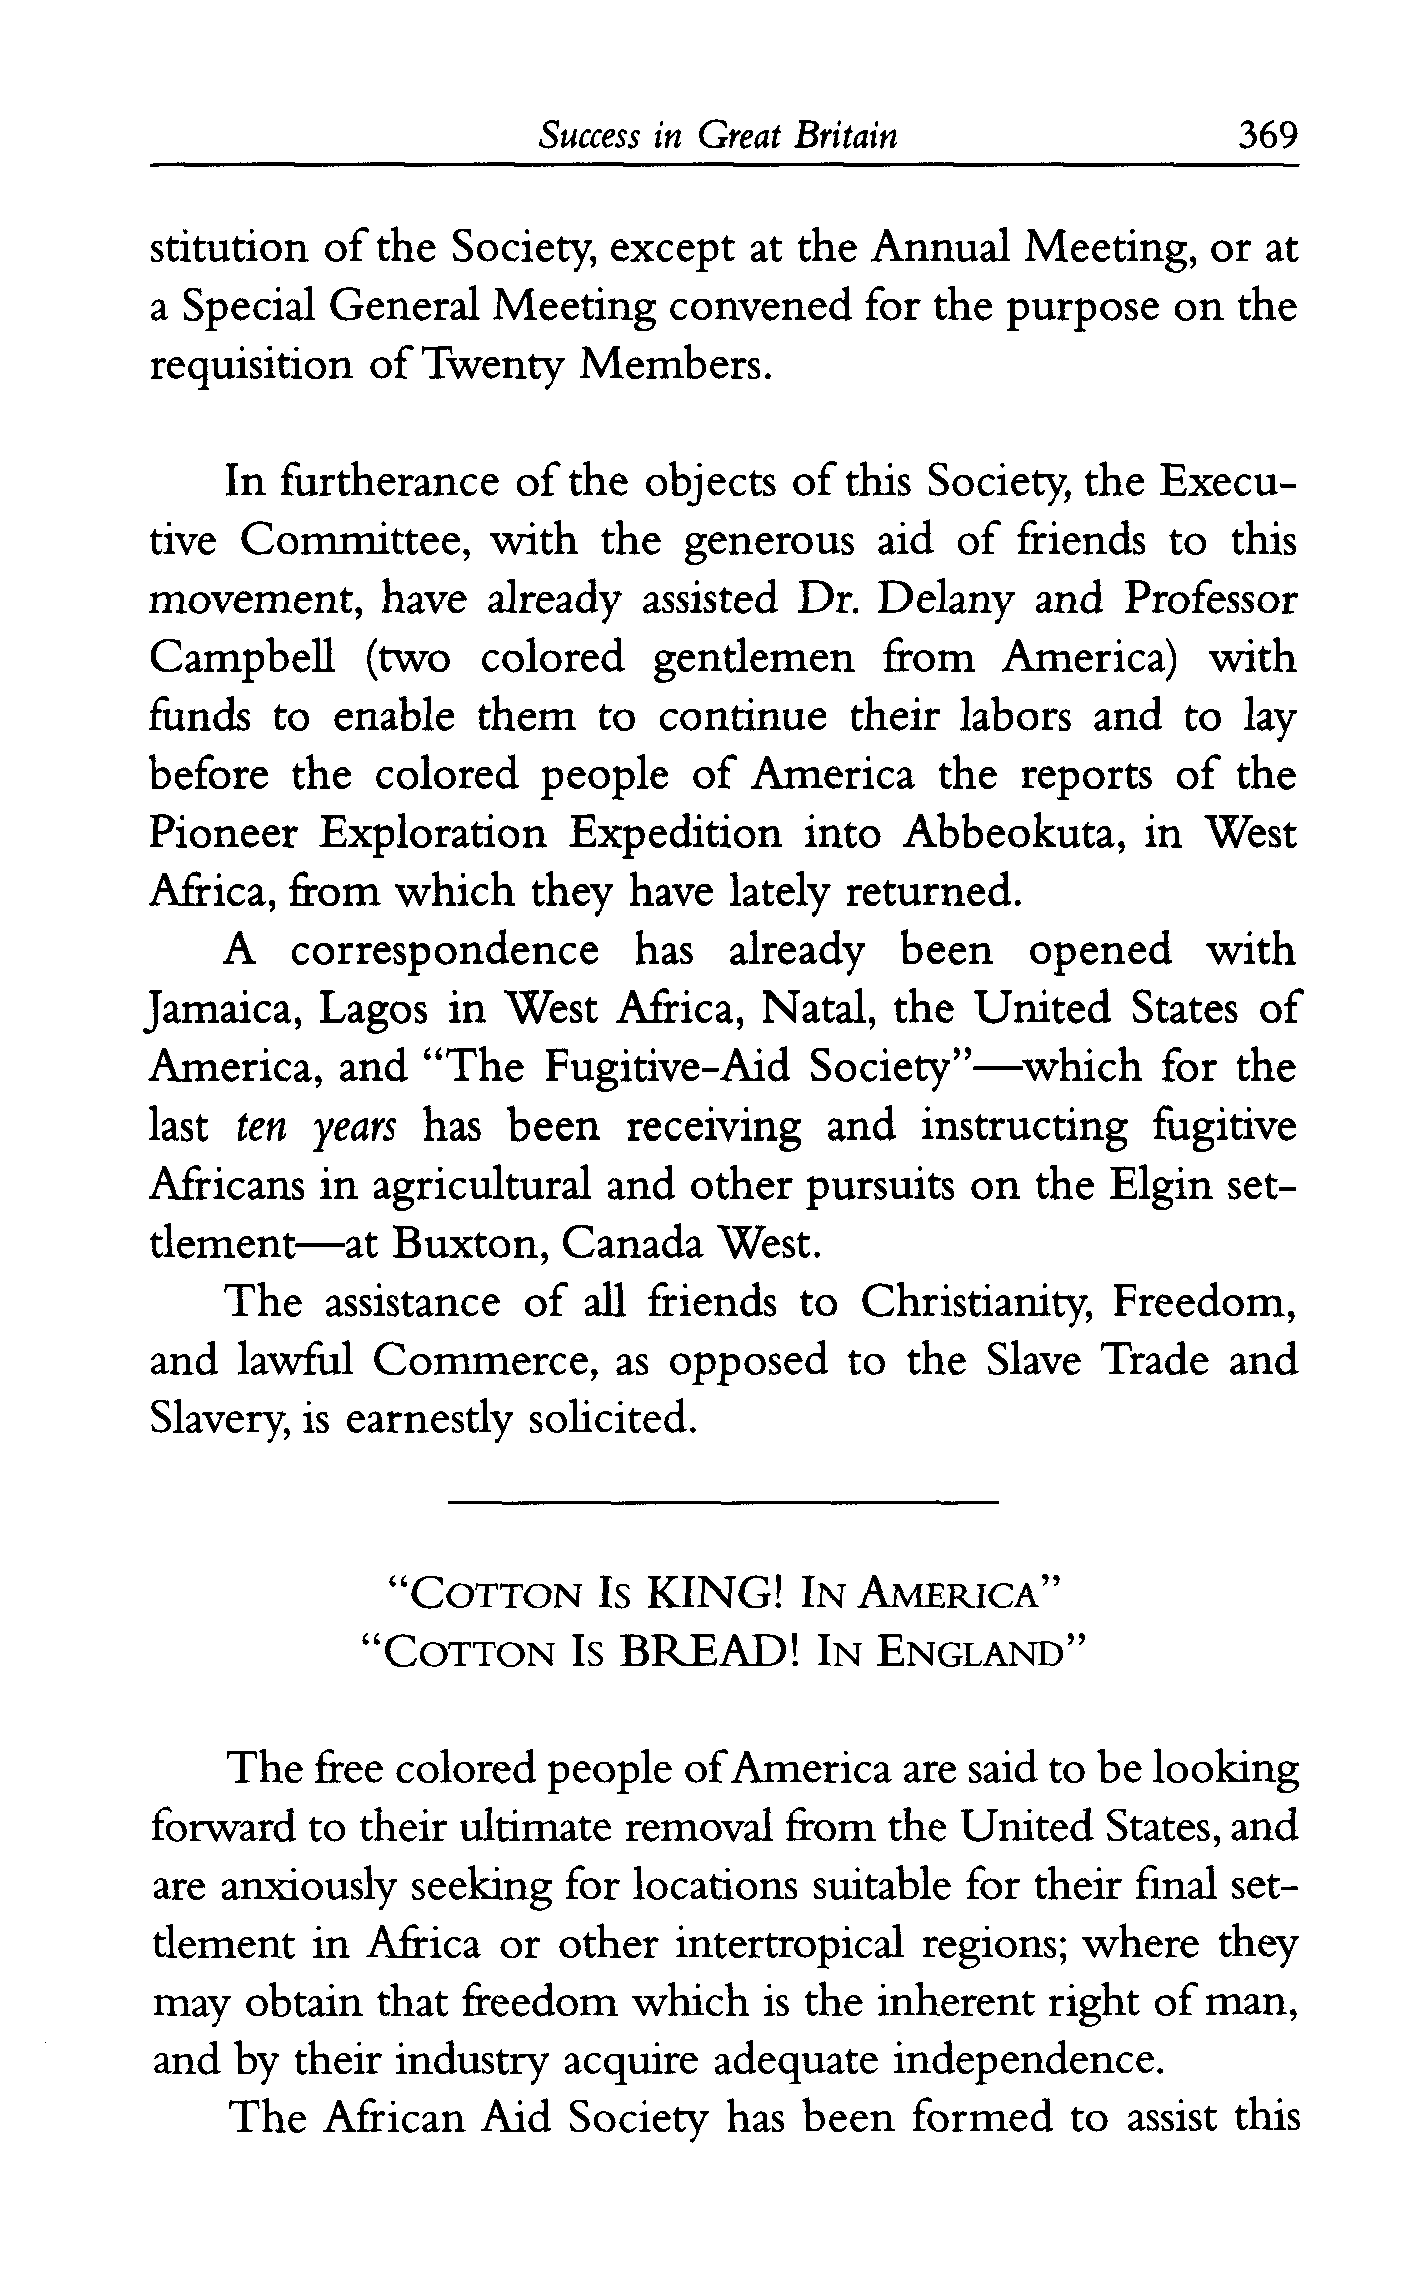 Success in Great Britain 369
stitution of the Society, except at the Annual Meeting, or at
a Special General Meeting convened for the purpose on the
requisition of Twenty Members.
In furtherance of the objects of this Society, the Execu-
tive Committee, with the generous aid of friends to this
movement, have already assisted Dr. Delany and Professor
Campbell (two colored gentlemen from America) with
funds to enable them to continue their labors and to lay
before the colored people of America the reports of the
Pioneer Exploration Expedition into Abbeokuta, in West
Africa, from which they have lately returned.
A correspondence has already been opened with
Jamaica, Lagos in West Africa, Natal, the United States of
America, and “The Fugitive-Aid Society”—which for the
last ten years has been receiving and instructing fugitive
Africans in agricultural and other pursuits on the Elgin set-
tlement—at Buxton, Canada West.
The assistance of all friends to Christianity, Freedom,
and lawful Commerce, as opposed to the Slave Trade and
Slavery, is earnestly solicited.
“COTTON IS KING! IN AMERICA”
“COTTON IS BREAD! IN ENGLAND”
The free colored people of America are said to be looking
forward to their ultimate removal from the United States, and
are anxiously seeking for locations suitable for their final set-
tlement in Africa or other intertropical regions; where they
may obtain that freedom which is the inherent right of man,
and by their industry acquire adequate independence.
The African Aid Society has been formed to assist this